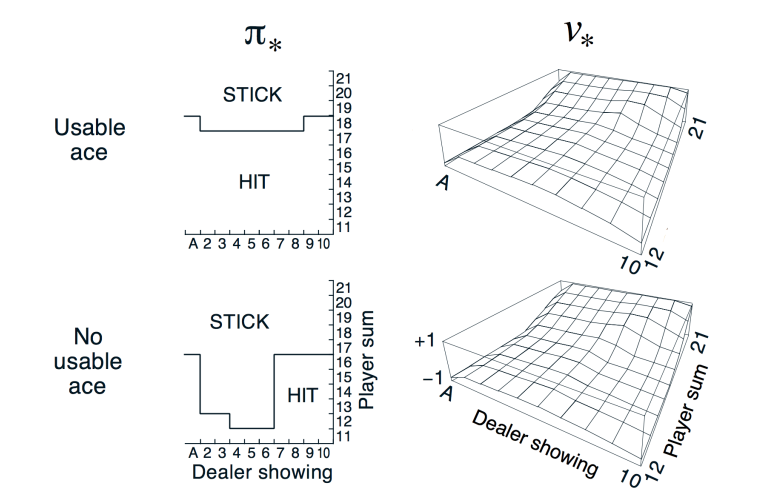 π*
v*
Usable
ace
STICK
HIT
21
20
19
18
17
16
15
14
13
12
11
A 2 3 4 5 6 7 8 9 10
A
10
12
21
No
usable
ace
STICK
HIT
21
20
19
18
17
16
15
14
13
12
11
Player sum
A 2 3 4 5 6 7 8 9 10
Dealer showing
+1
−1
A
Dealer showing
10
12
Player sum
21